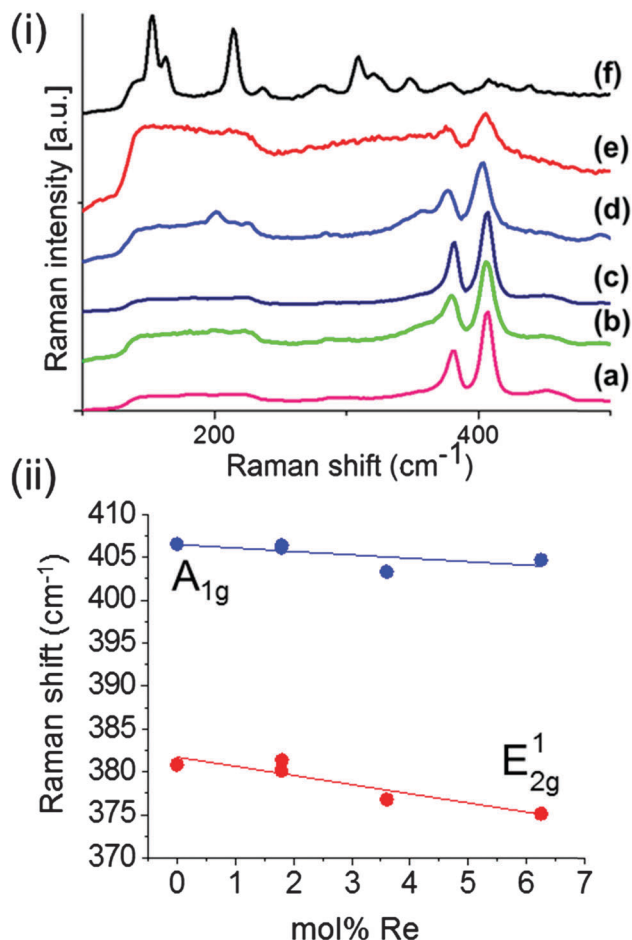 (i)
(f)
(e)
(d)
(c)
(b)
(a)
Raman intensity [a.u.]
200
400
Raman shift (cm-1)
(ii)
410
405
400
395
390
385
380
375
370
A1g
E12g
Raman shift (cm-1)
0 1 2 3 4 5 6 7
mol% Re